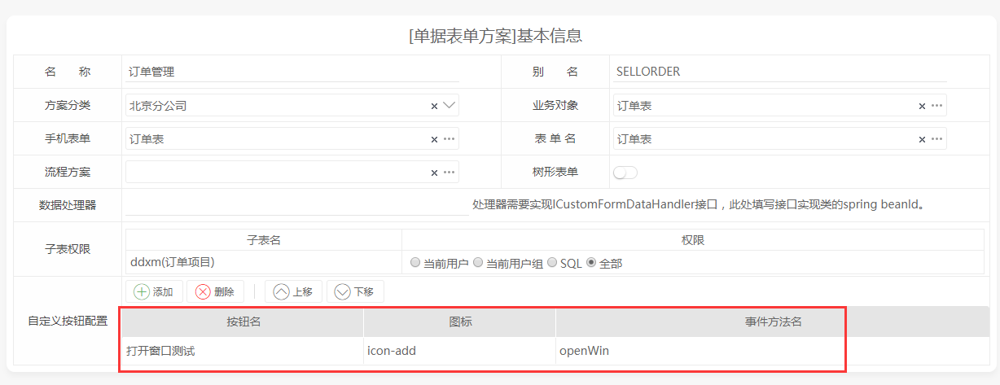 [单据表单方案]基本信息
名 称 订单管理 别 名 SELLORDER
方案分类 北京分公司 业务对象 订单表
手机表单 订单表 表 单 名 订单表
流程方案 树形表单
数据处理器 处理器需要实现ICustomFormDataHandler接口，此处填写接口实现类的spring beanId。
子表权限 子表名 权限
ddxm(订单项目) 当前用户 当前用户组 SQL 全部
添加 删除 上移 下移
自定义按钮配置 按钮名 图标 事件方法名
打开窗口测试 icon-add openWin